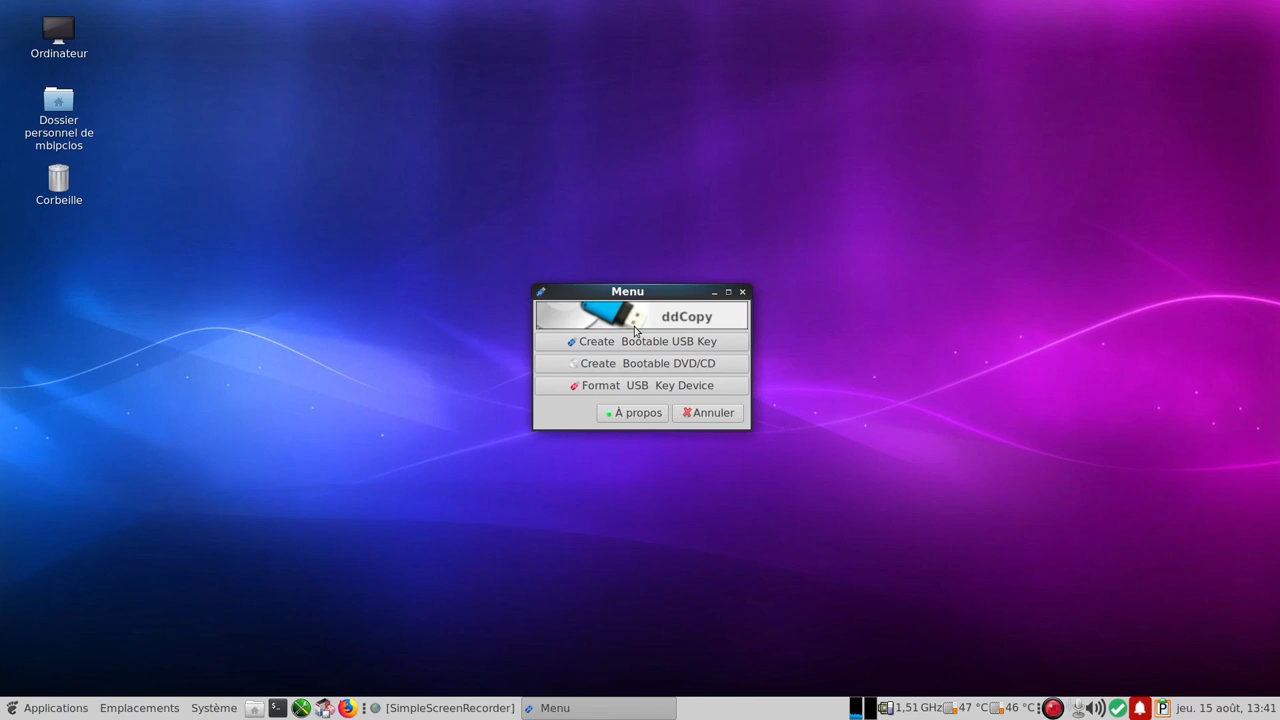 Ordinateur
Dossier
personnel de
mblpclos
Corbeille
Menu
ddCopy
Create Bootable USB Key
Create Bootable DVD/CD
Format USB Key Device
À propos
Annuler
Applications Emplacements Système [SimpleScreenRecorder] Menu 1,51 GHz 47 °C 46 °C jeu. 15 août, 13:41